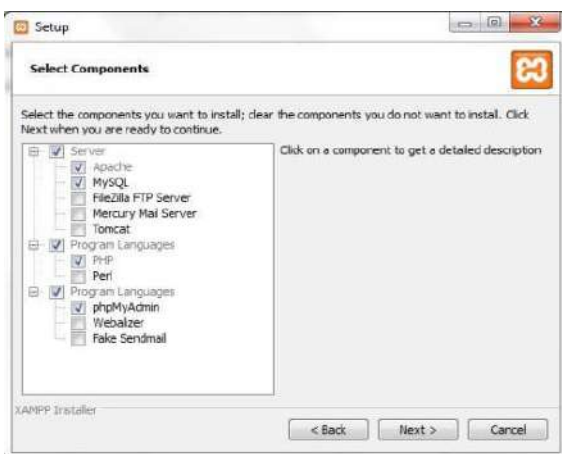 Setup
Select Components
Select the components you want to install; clear the components you do not want to install. Click
Next when you are ready to continue.
Server
Apache
MySQL
FileZilla FTP Server
Mercury Mail Server
Tomcat
Program Languages
PHP
Perl
Program Languages
phpMyAdmin
Webalizer
Fake Sendmail
Click on a component to get a detailed description
XAMPP Installer
< Back
Next >
Cancel